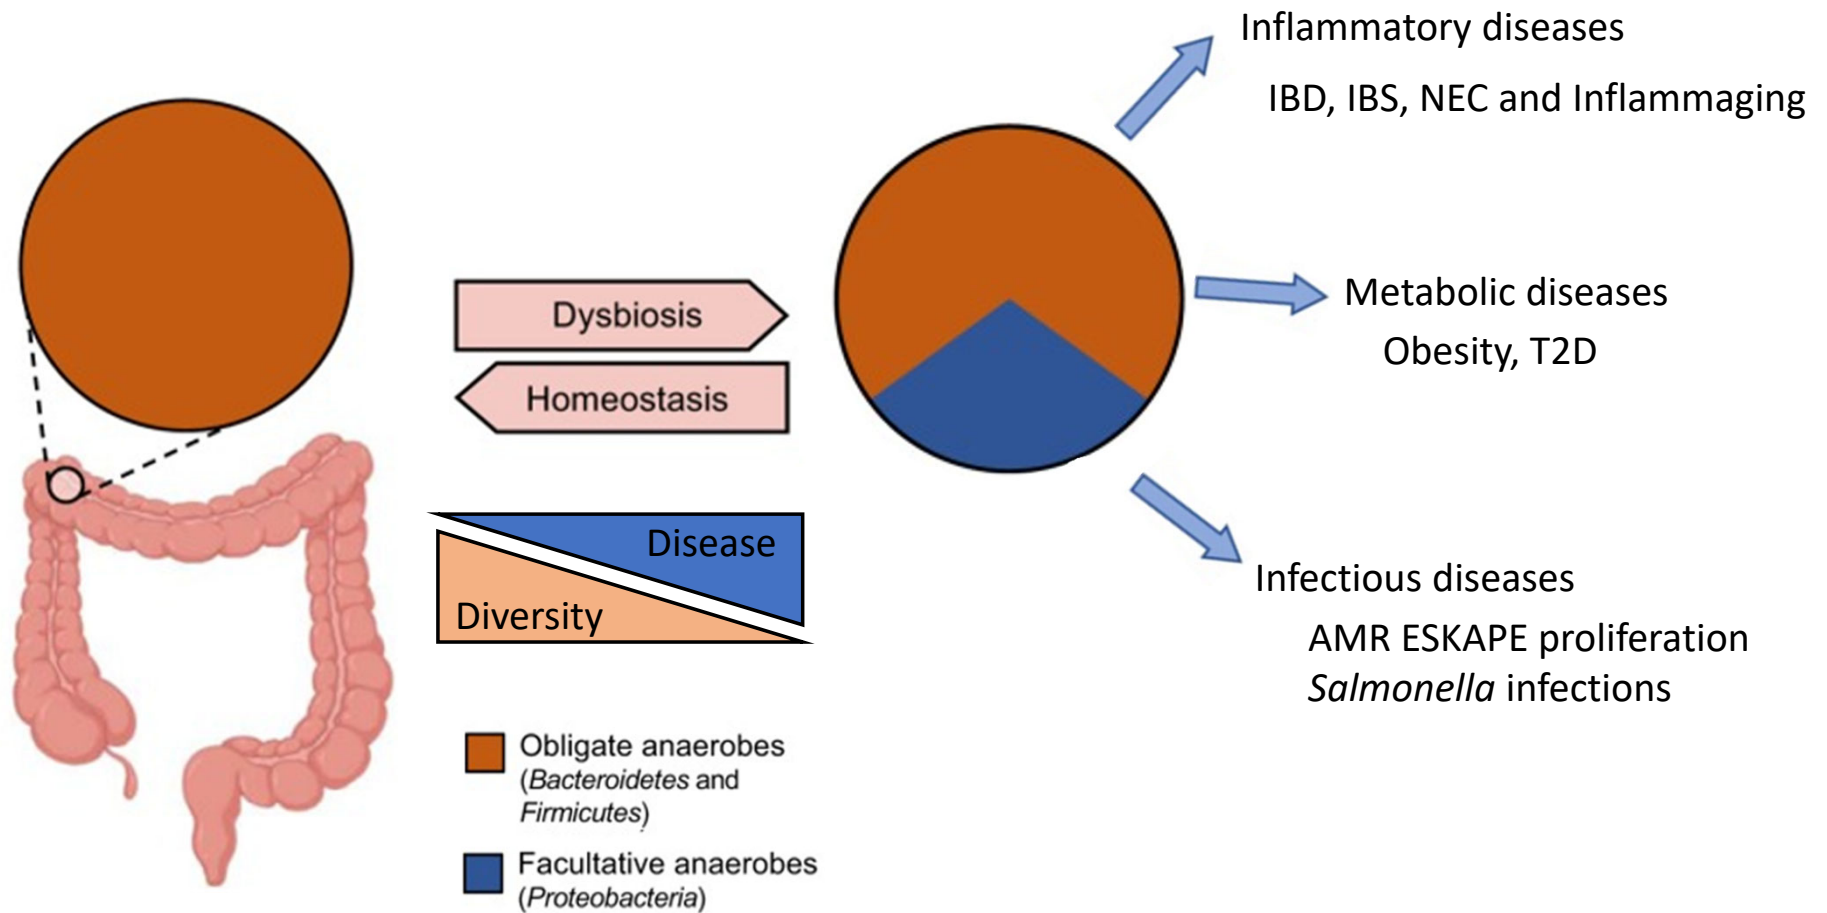 Inflammatory diseases
IBD, IBS, NEC and Inflammaging
Dysbiosis
Homeostasis
Metabolic diseases
Obesity, T2D
Disease
Diversity
Infectious diseases
AMR ESKAPE proliferation
Salmonella infections
Obligate anaerobes
(Bacteroidetes and
Firmicutes)
Facultative anaerobes
(Proteobacteria)